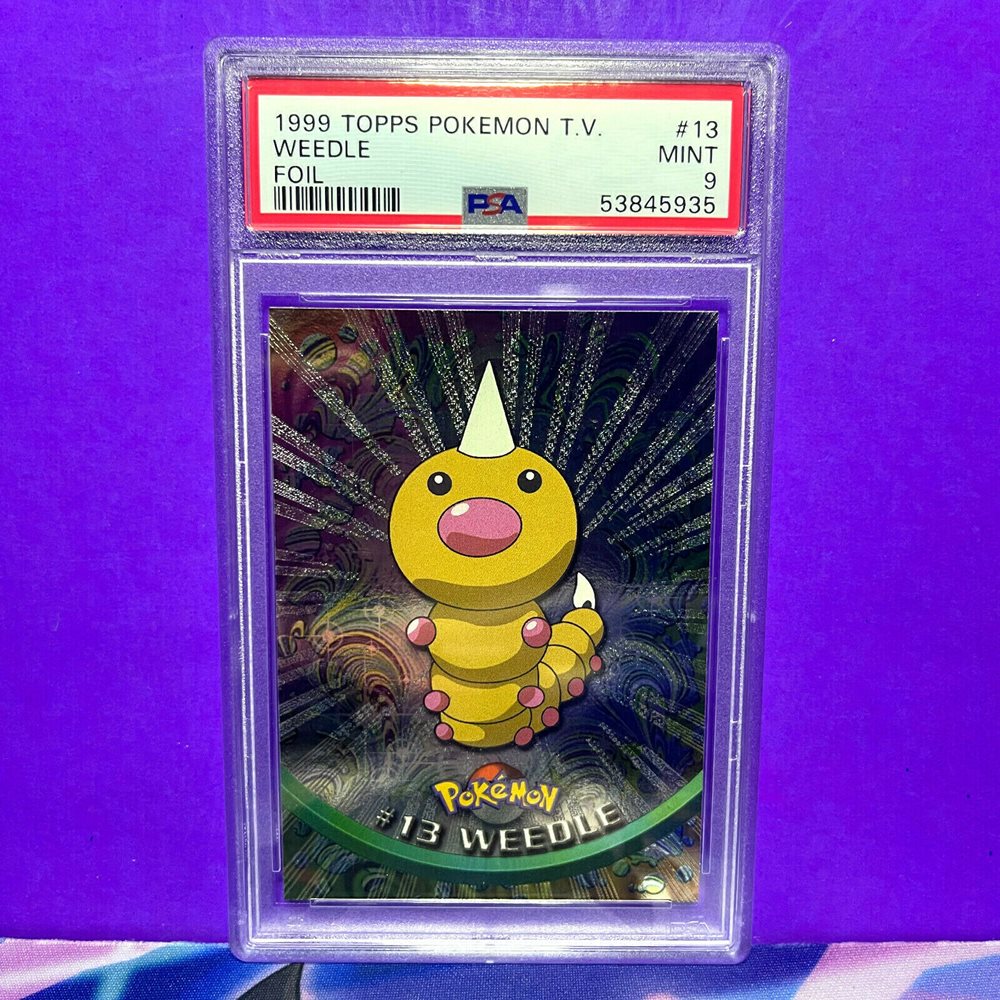 1999 TOPPS POKEMON T.V. #13
WEEDLE MINT
FOIL 9
PSA 53845935
POKéMON
#13 WEEDLE